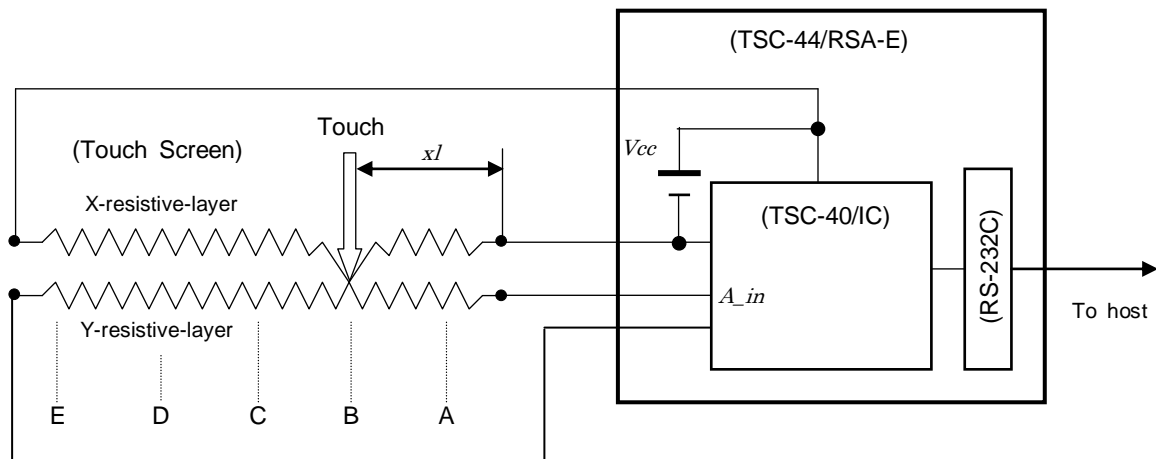 (TSC-44/RSA-E)
Touch
(Touch Screen)
xl
Vcc
X-resistive-layer
(TSC-40/IC)
(RS-232C)
A_in
To host
Y-resistive-layer
E D C B A